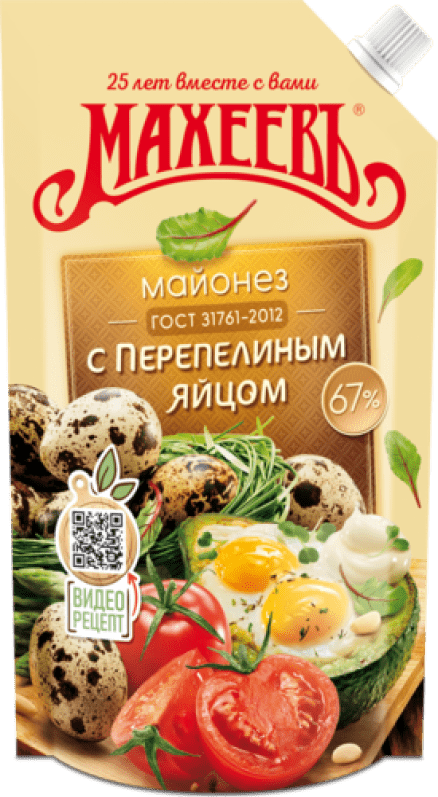 25 лет вместе с вами
МАХЕЕВЪ®
майонез
ГОСТ 31761-2012
с Перепелиным
яйцом
67%
ВИДЕО
РЕЦЕПТ